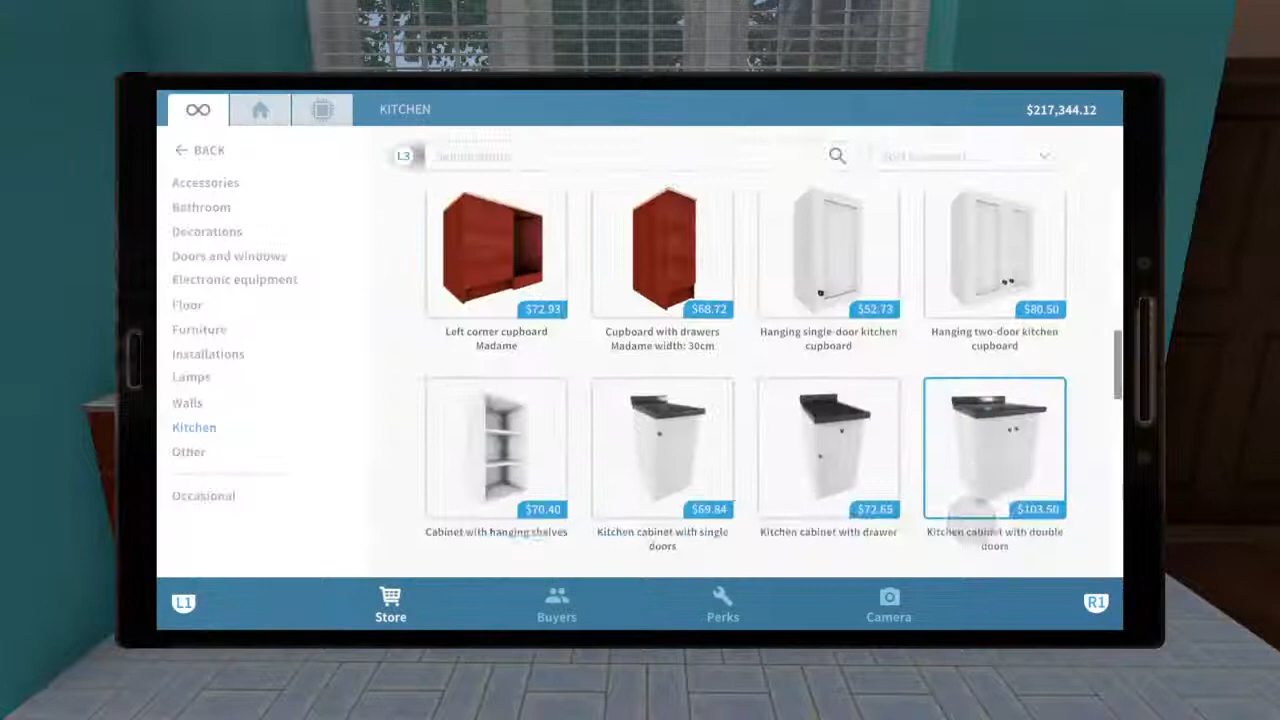 KITCHEN
$217,344.12
BACK
L3
Accessories
Bathroom
Decorations
Doors and windows
Electronic equipment
Floor
Furniture
Installations
Lamps
Walls
Kitchen
Other
Occasional
$72.93
$68.72
$52.73
$80.50
Left corner cupboard
Madame
Cupboard with drawers
Madame width: 30cm
Hanging single-door kitchen
cupboard
Hanging two-door kitchen
cupboard
$70.40
$69.84
$72.65
$103.50
Cabinet with hanging shelves
Kitchen cabinet with single
doors
Kitchen cabinet with drawer
Kitchen cabinet with double
doors
L1
Store
Buyers
Perks
Camera
R1